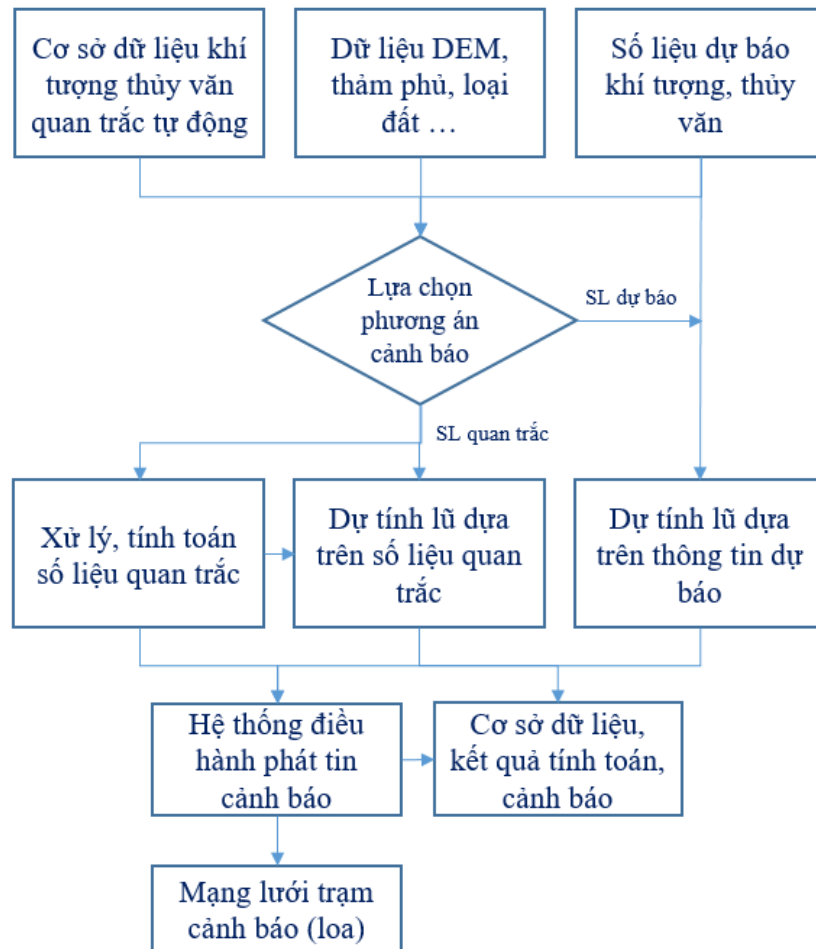 Cơ sở dữ liệu khí
tượng thủy văn
quan trắc tự động
Dữ liệu DEM,
thảm phủ, loại
đất …
Số liệu dự báo
khí tượng, thủy
văn
Lựa chọn
phương án
cảnh báo
SL dự báo
SL quan trắc
Xử lý, tính toán
số liệu quan trắc
Dự tính lũ dựa
trên số liệu quan
trắc
Dự tính lũ dựa
trên thông tin dự
báo
Hệ thống điều
hành phát tin
cảnh báo
Cơ sở dữ liệu,
kết quả tính toán,
cảnh báo
Mạng lưới trạm
cảnh báo (loa)